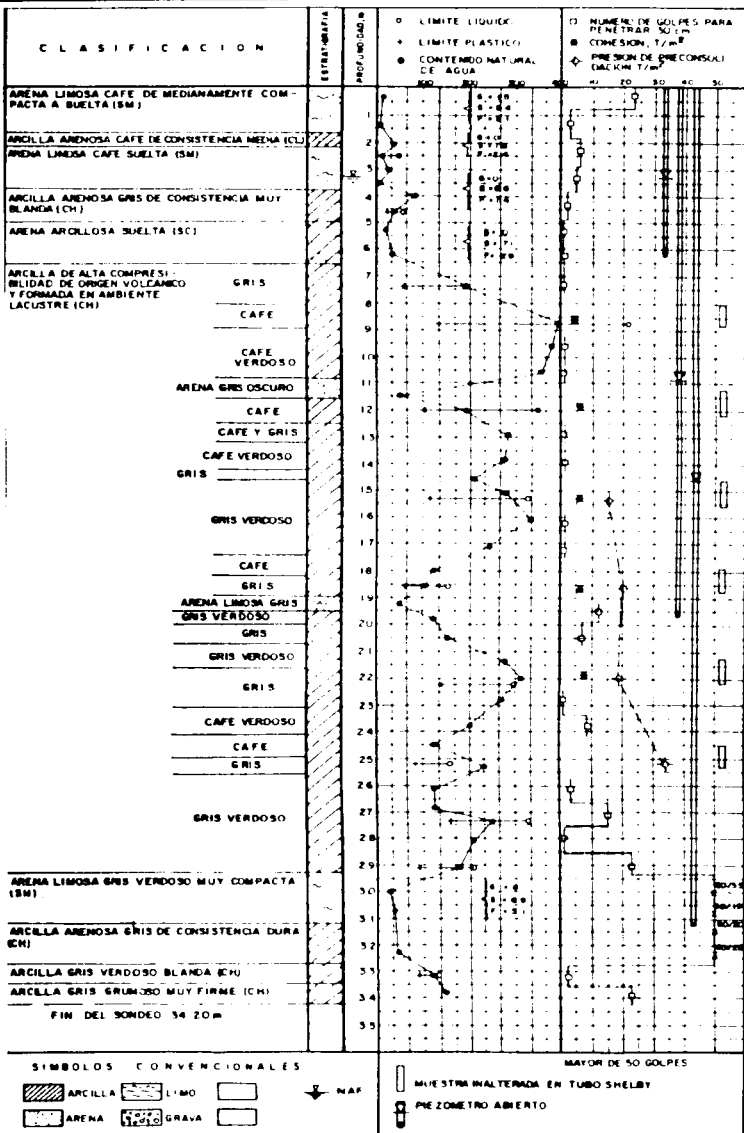 CLASIFICACION
ESTRATIGRAFIA
PROFUNDIDAD, m
LIMITE LIQUIDO
LIMITE PLASTICO
CONTENIDO NATURAL
DE AGUA
NUMERO DE GOLPES PARA
PENETRAR 30 cm
COHESION, T/m²
PRESION DE PRECONSOLI
DACION T/m²
100 200 300 400 10 20 30 40 50
ARENA LIMOSA CAFE DE MEDIANAMENTE COM-
PACTA A SUELTA (SM)
1
ARCILLA ARENOSA CAFE DE CONSISTENCIA MEDIA (CL)
2
ARENA LIMOSA CAFE SUELTA (SM)
3
ARCILLA ARENOSA GRIS DE CONSISTENCIA MUY
BLANDA (CH)
4
ARENA ARCILLOSA SUELTA (SC)
5
6
ARCILLA DE ALTA COMPRESI-
BILIDAD DE ORIGEN VOLCANICO
Y FORMADA EN AMBIENTE
LACUSTRE (CH)
GRIS
7
8
CAFE
9
CAFE
VERDOSO
10
ARENA GRIS OSCURO
11
CAFE
12
CAFE Y GRIS
13
CAFE VERDOSO
14
GRIS
15
GRIS VERDOSO
16
17
CAFE
18
GRIS
ARENA LIMOSA GRIS
19
GRIS VERDOSO
20
GRIS
GRIS VERDOSO
21
GRIS
22
23
CAFE VERDOSO
24
CAFE
GRIS
25
26
GRIS VERDOSO
27
28
29
ARENA LIMOSA GRIS VERDOSO MUY COMPACTA
(SM)
30
31
ARCILLA ARENOSA GRIS DE CONSISTENCIA DURA
(CH)
32
ARCILLA GRIS VERDOSO BLANDA (CH)
33
ARCILLA GRIS GRUMOSO MUY FIRME (CH)
34
FIN DEL SONDEO 34 20 m
35
SIMBOLOS CONVENCIONALES
ARCILLA
LIMO
NAF
ARENA
GRAVA
MAYOR DE 50 GOLPES
MUESTRA INALTERADA EN TUBO SHELBY
PIEZOMETRO ABIERTO